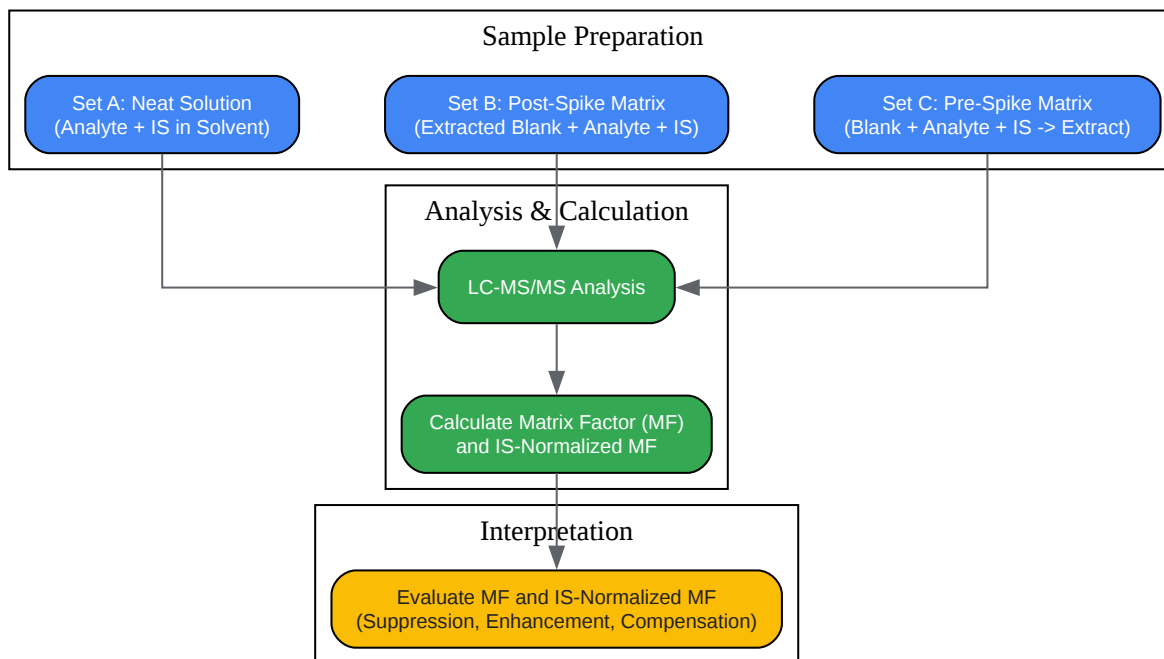 Sample Preparation
Set A: Neat Solution
(Analyte + IS in Solvent)
Set B: Post-Spike Matrix
(Extracted Blank + Analyte + IS)
Set C: Pre-Spike Matrix
(Blank + Analyte + IS -> Extract)
Analysis & Calculation
LC-MS/MS Analysis
Calculate Matrix Factor (MF)
and IS-Normalized MF
Interpretation
Evaluate MF and IS-Normalized MF
(Suppression, Enhancement, Compensation)